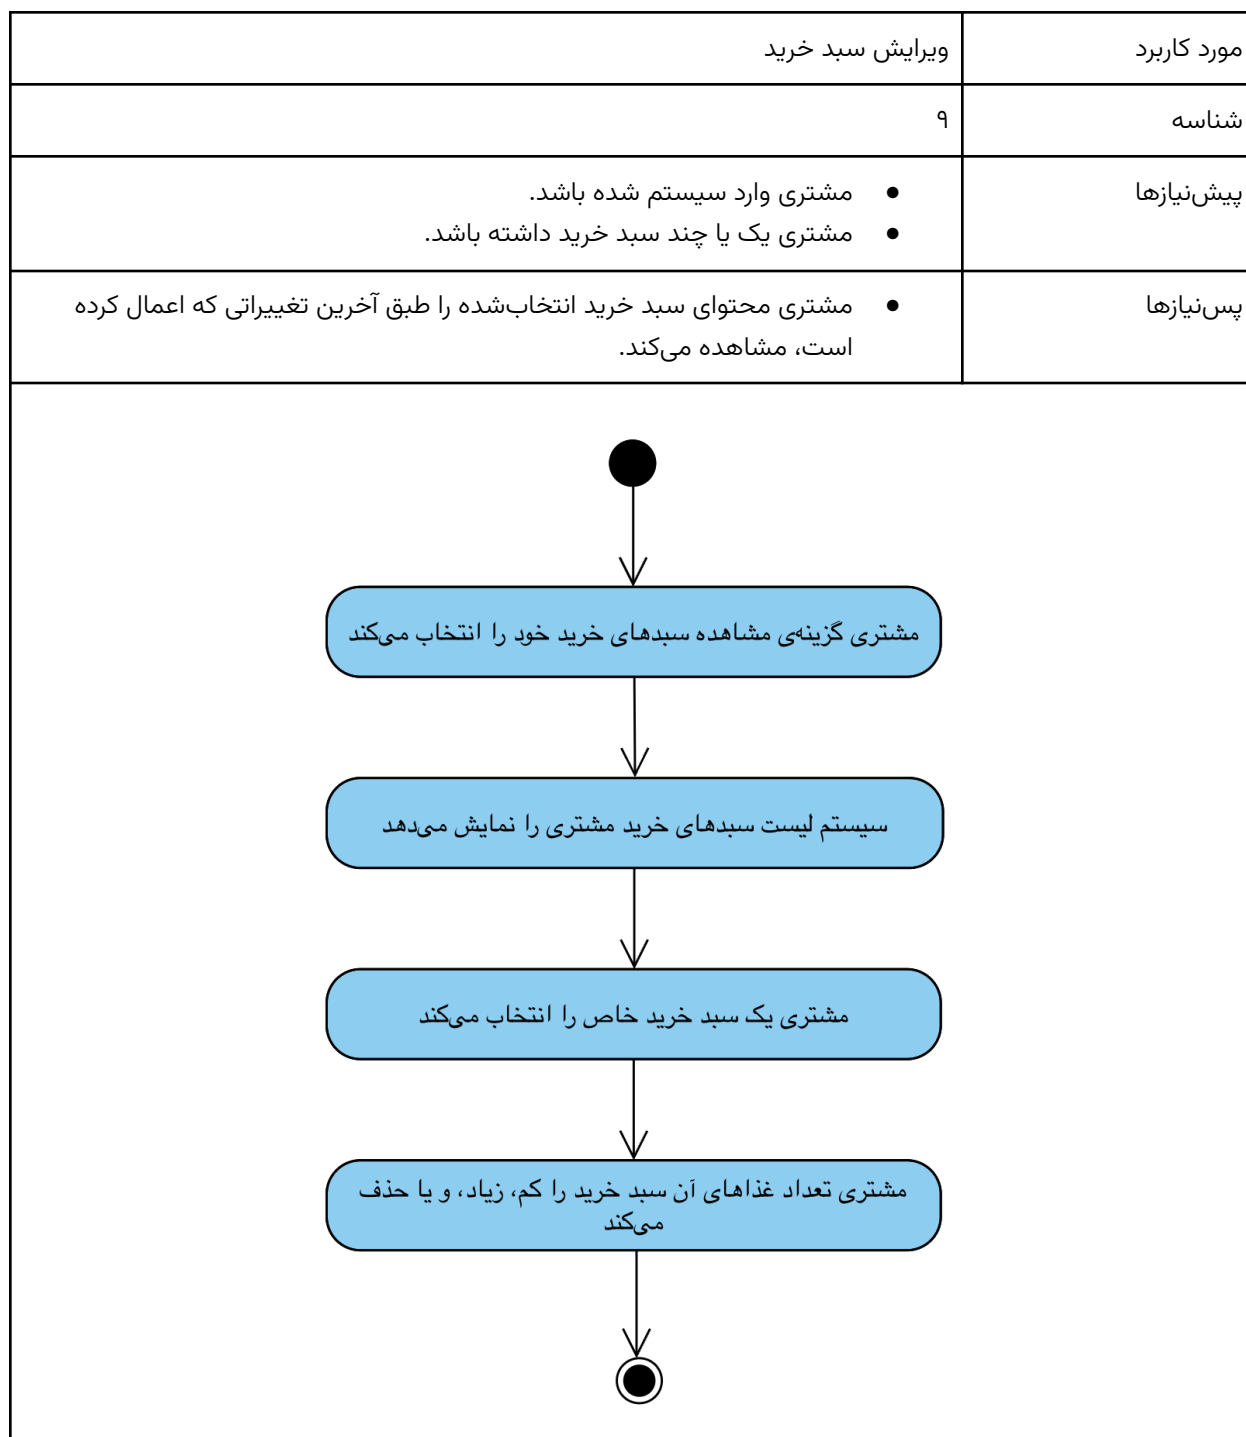 مورد کاربرد
ویرایش سبد خرید
شناسه
۹
پیش‌نیازها
● مشتری وارد سیستم شده باشد.
● مشتری یک یا چند سبد خرید داشته باشد.
پس‌نیازها
● مشتری محتوای سبد خرید انتخاب‌شده را طبق آخرین تغییراتی که اعمال کرده
است، مشاهده می‌کند.
مشتری گزینه‌ی مشاهده سبدهای خرید خود را انتخاب می‌کند
سیستم لیست سبدهای خرید مشتری را نمایش می‌دهد
مشتری یک سبد خرید خاص را انتخاب می‌کند
مشتری تعداد غذاهای آن سبد خرید را کم، زیاد، و یا حذف
می‌کند